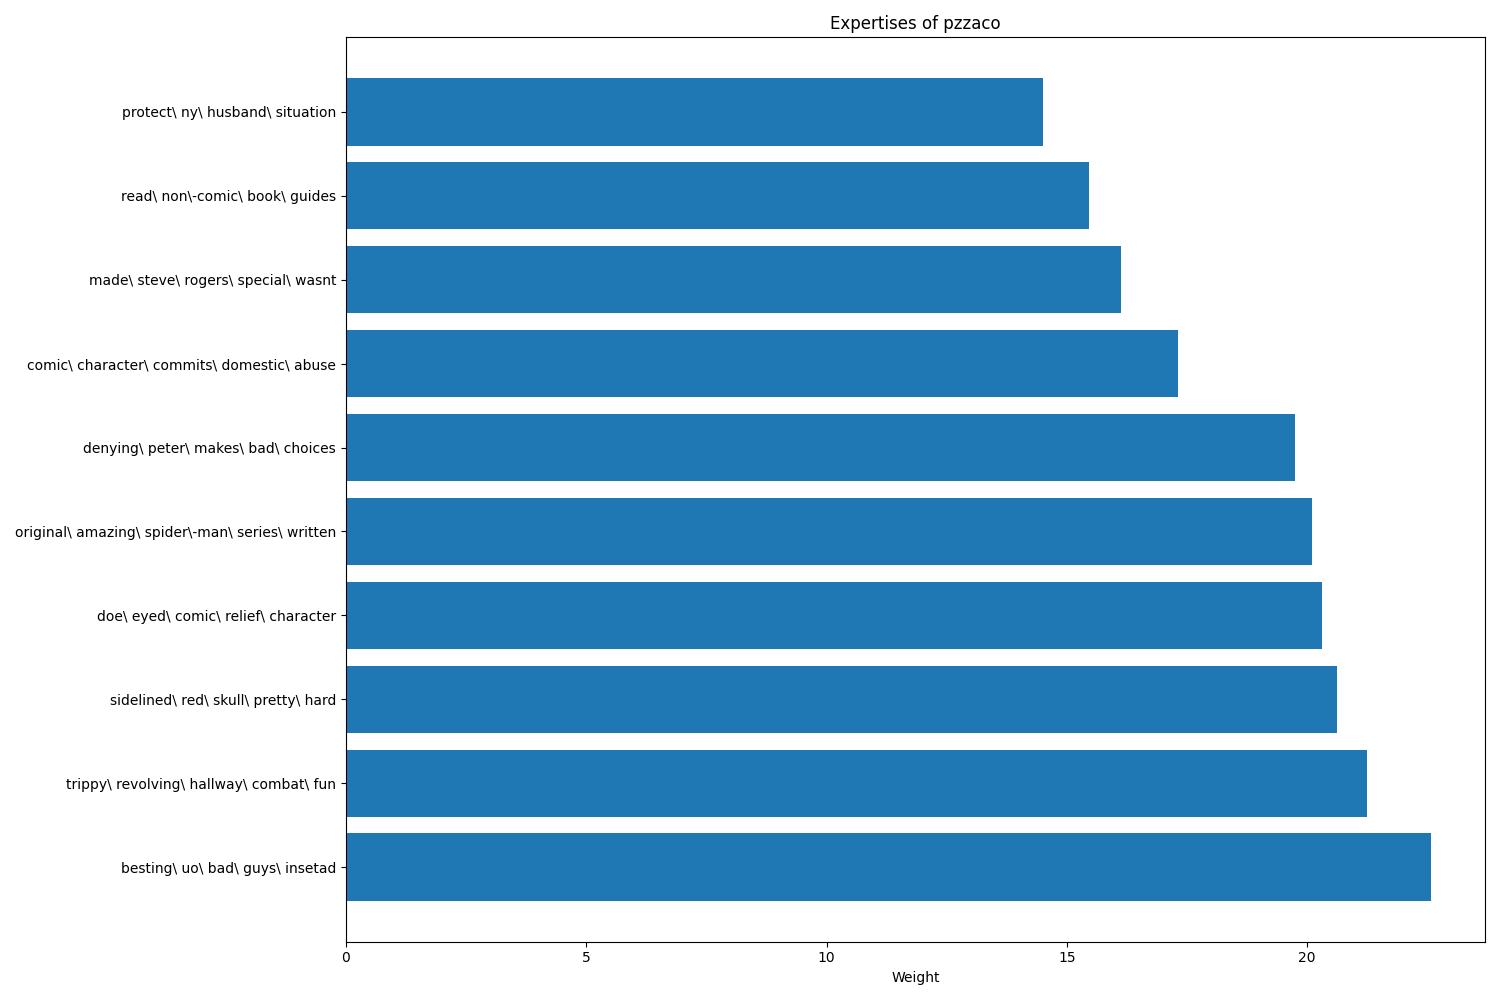 Expertises of pzzaco
protect\ ny\ husband\ situation
read\ non\-comic\ book\ guides
made\ steve\ rogers\ special\ wasnt
comic\ character\ commits\ domestic\ abuse
denying\ peter\ makes\ bad\ choices
original\ amazing\ spider\-man\ series\ written
doe\ eyed\ comic\ relief\ character
sidelined\ red\ skull\ pretty\ hard
trippy\ revolving\ hallway\ combat\ fun
besting\ uo\ bad\ guys\ insetad
0 5 10 15 20
Weight